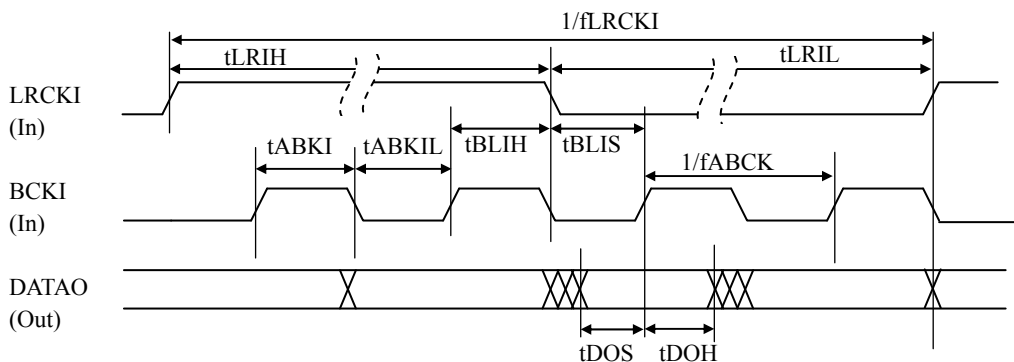 1/fLRCKI
tLRIH
tLRIL
LRCKI
(In)
tABKI
tABKIL
tBLIH
tBLIS
1/fABCK
BCKI
(In)
DATAO
(Out)
tDOS
tDOH